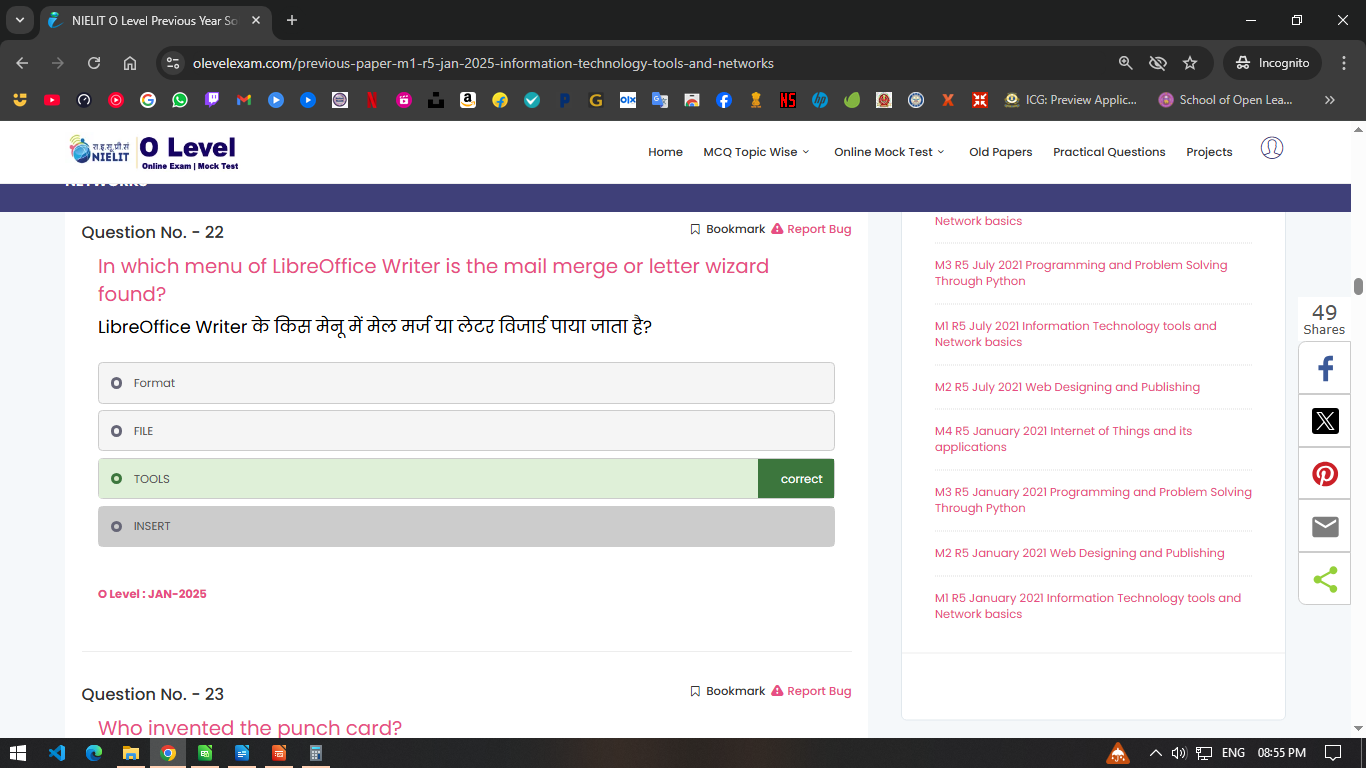 NIELIT O Level Previous Year So
olevelexam.com/previous-paper-m1-r5-jan-2025-information-technology-tools-and-networks
Incognito
ICG: Preview Applic...
School of Open Lea...
रा.इ.सू.प्रौ.सं
NIELIT
O Level
Online Exam | Mock Test
Home
MCQ Topic Wise
Online Mock Test
Old Papers
Practical Questions
Projects
NETWORKS
Question No. - 22
Bookmark
Report Bug
In which menu of LibreOffice Writer is the mail merge or letter wizard
found?
LibreOffice Writer के किस मेनू में मेल मर्ज या लेटर विजार्ड पाया जाता है?
Format
FILE
TOOLS
correct
INSERT
O Level : JAN-2025
Question No. - 23
Bookmark
Report Bug
Who invented the punch card?
Network basics
M3 R5 July 2021 Programming and Problem Solving
Through Python
M1 R5 July 2021 Information Technology tools and
Network basics
M2 R5 July 2021 Web Designing and Publishing
M4 R5 January 2021 Internet of Things and its
applications
M3 R5 January 2021 Programming and Problem Solving
Through Python
M2 R5 January 2021 Web Designing and Publishing
M1 R5 January 2021 Information Technology tools and
Network basics
49
Shares
ENG
08:55 PM